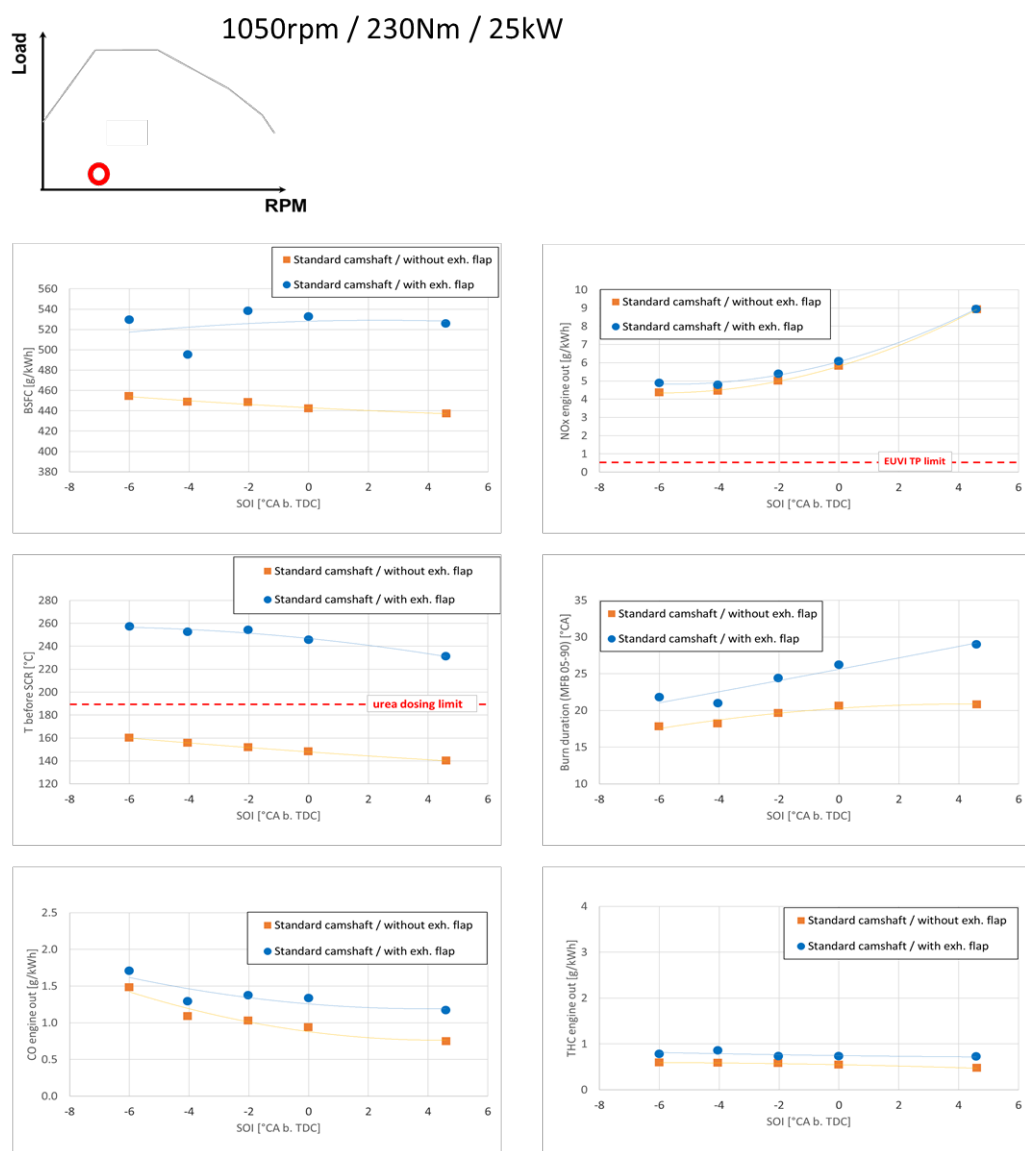 1050rpm / 230Nm / 25kW
Load
RPM
Standard camshaft / without exh. flap
Standard camshaft / with exh. flap
BSFC [g/kWh]
560
540
520
500
480
460
440
420
400
380
-8 -6 -4 -2 0 2 4 6
SOI [°CA b. TDC]
Standard camshaft / without exh. flap
Standard camshaft / with exh. flap
NOx engine out [g/kWh]
10
9
8
7
6
5
4
3
2
1
0
EUVI TP limit
-8 -6 -4 -2 0 2 4 6
SOI [°CA b. TDC]
Standard camshaft / without exh. flap
Standard camshaft / with exh. flap
T before SCR [°C]
280
260
240
220
200
180
160
140
120
urea dosing limit
-8 -6 -4 -2 0 2 4 6
SOI [°CA b. TDC]
Standard camshaft / without exh. flap
Standard camshaft / with exh. flap
Burn duration (MFB 05-90) [°CA]
35
30
25
20
15
10
-8 -6 -4 -2 0 2 4 6
SOI [°CA b. TDC]
Standard camshaft / without exh. flap
Standard camshaft / with exh. flap
CO engine out [g/kWh]
2.5
2.0
1.5
1.0
0.5
0.0
-8 -6 -4 -2 0 2 4 6
SOI [°CA b. TDC]
Standard camshaft / without exh. flap
Standard camshaft / with exh. flap
THC engine out [g/kWh]
4
3
2
1
0
-8 -6 -4 -2 0 2 4 6
SOI [°CA b. TDC]